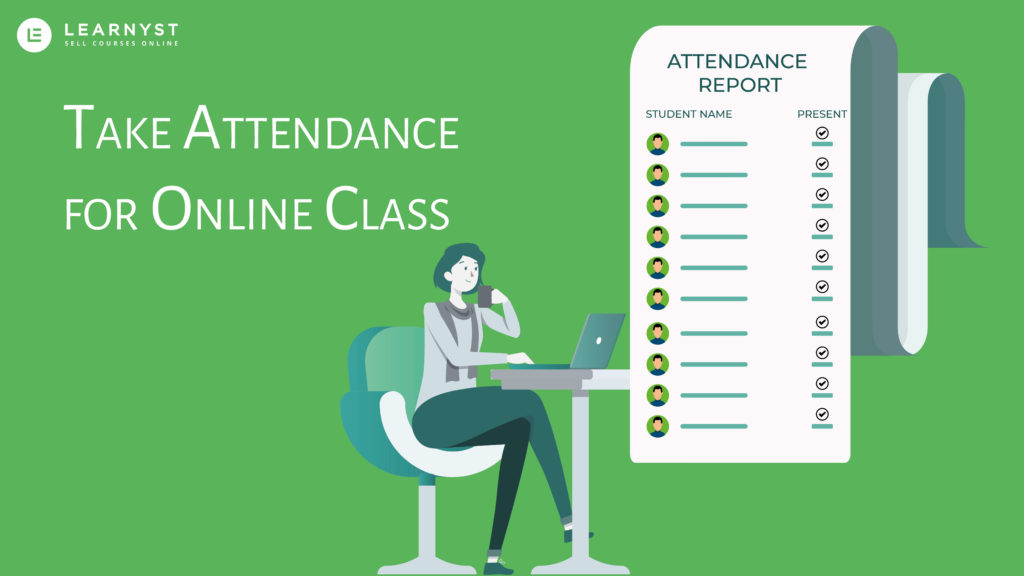 LEARNYST
SELL COURSES ONLINE
TAKE ATTENDANCE
FOR ONLINE CLASS
ATTENDANCE
REPORT
STUDENT NAME PRESENT